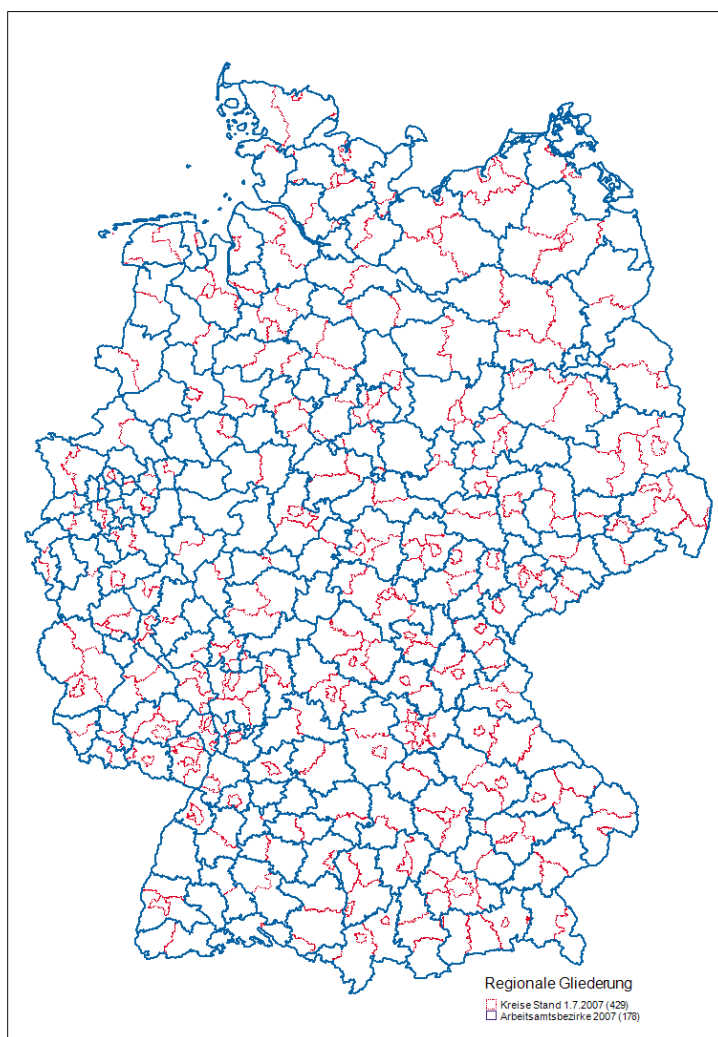 Regionale Gliederung
Kreise Stand 1.7.2007 (429)
Arbeitsamtsbezirke 2007 (178)